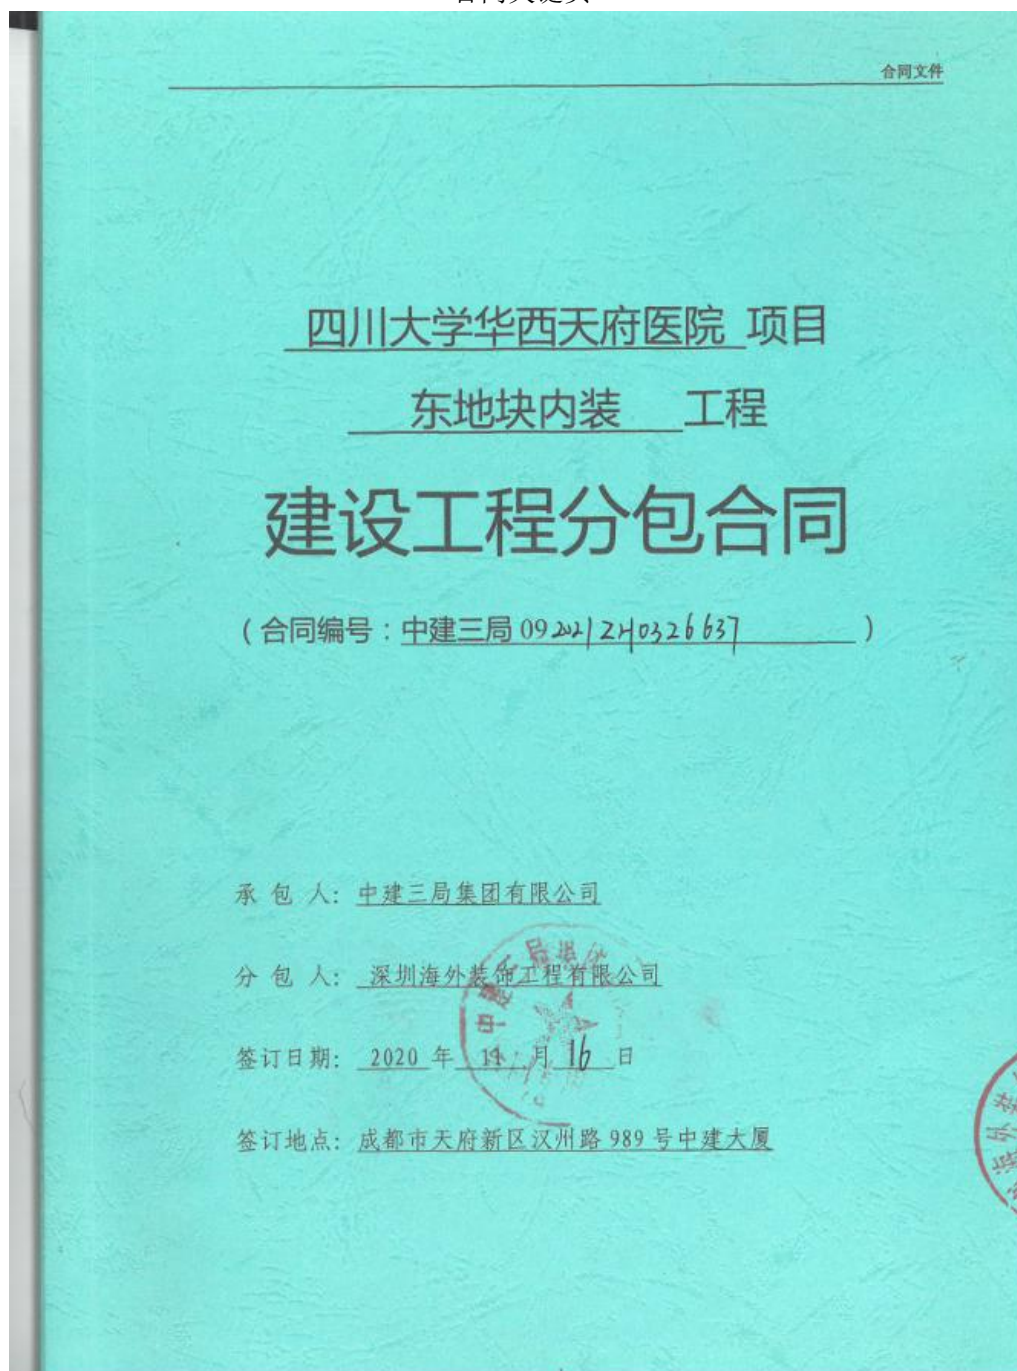 合同文件
四川大学华西天府医院 项目
东地块内装 工程
建设工程分包合同
（合同编号：中建三局 092021ZH0326637 ）
承 包 人：中建三局集团有限公司
分 包 人：深圳海外装饰工程有限公司
签订日期：2020 年 11 月 16 日
签订地点：成都市天府新区汉州路 989 号中建大厦